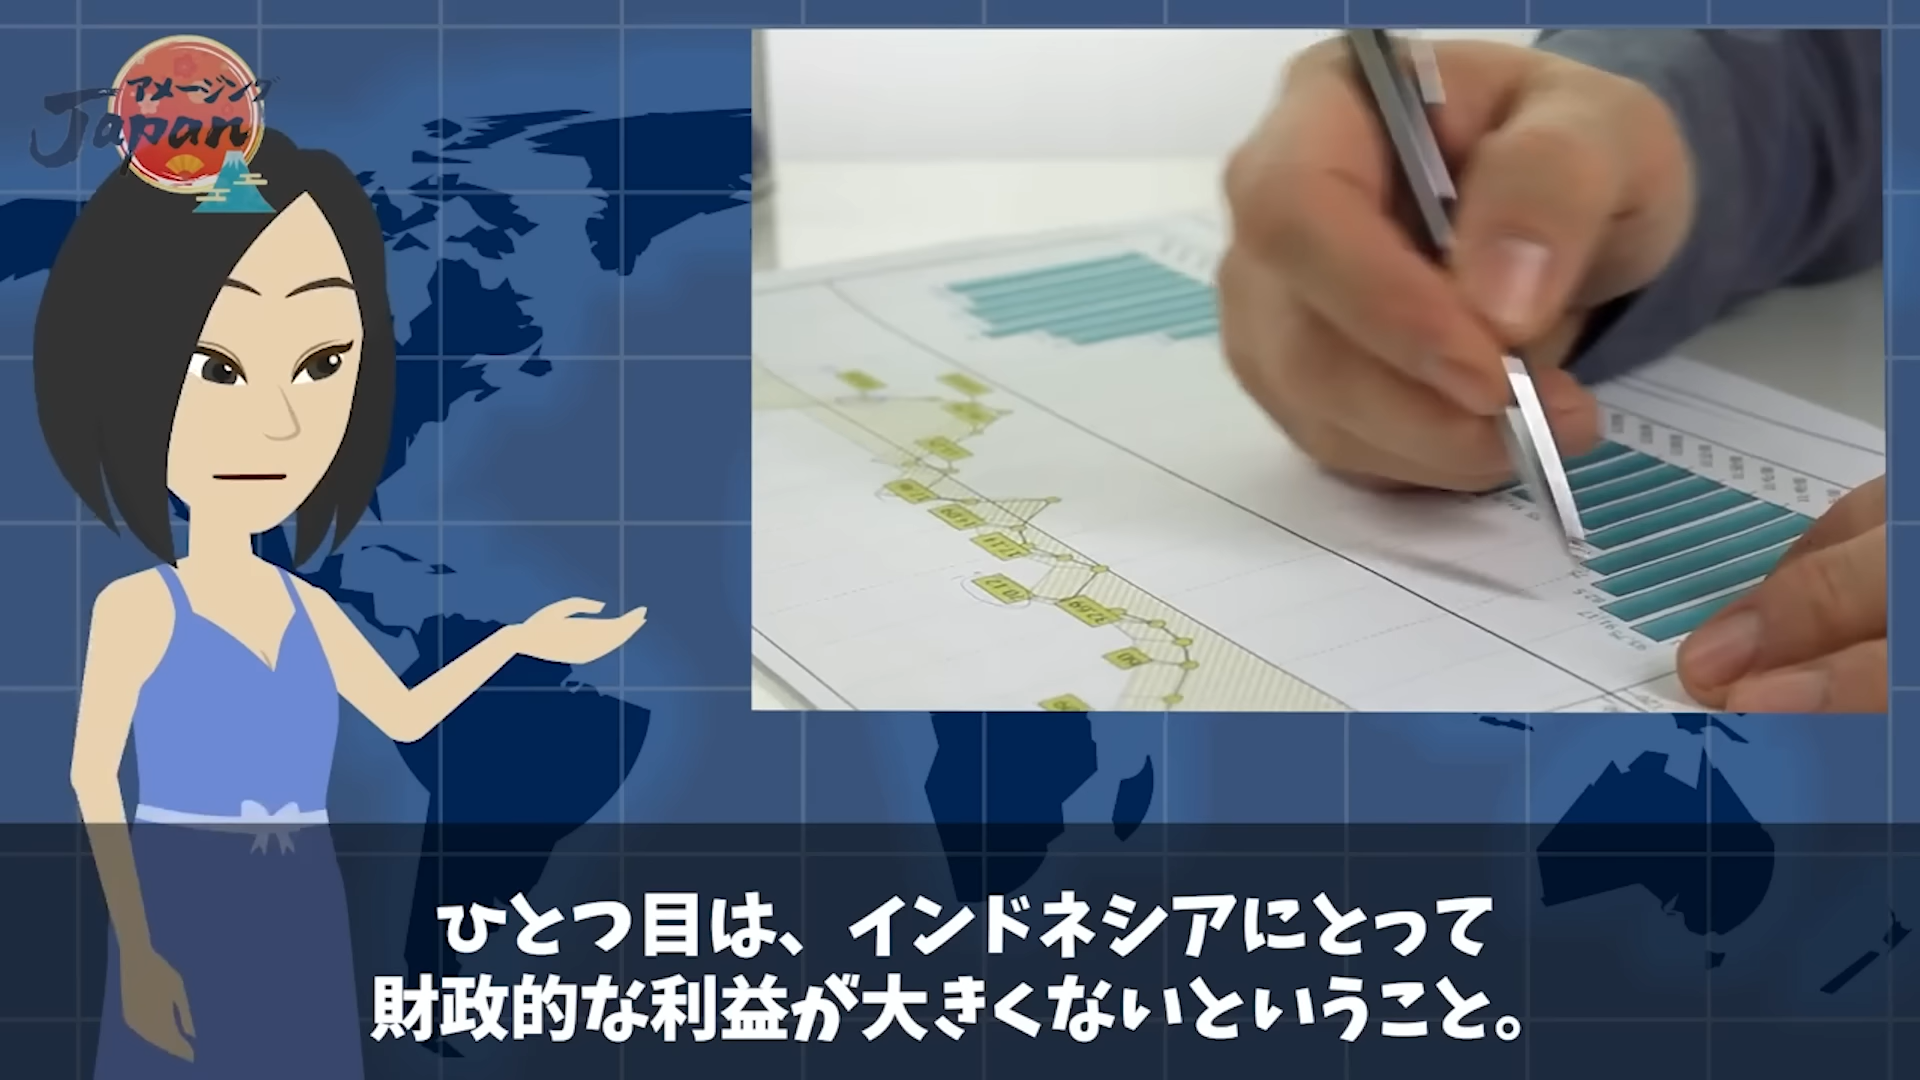 アメージング
Japan
ひとつ目は、インドネシアにとって
財政的な利益が大きくないということ。